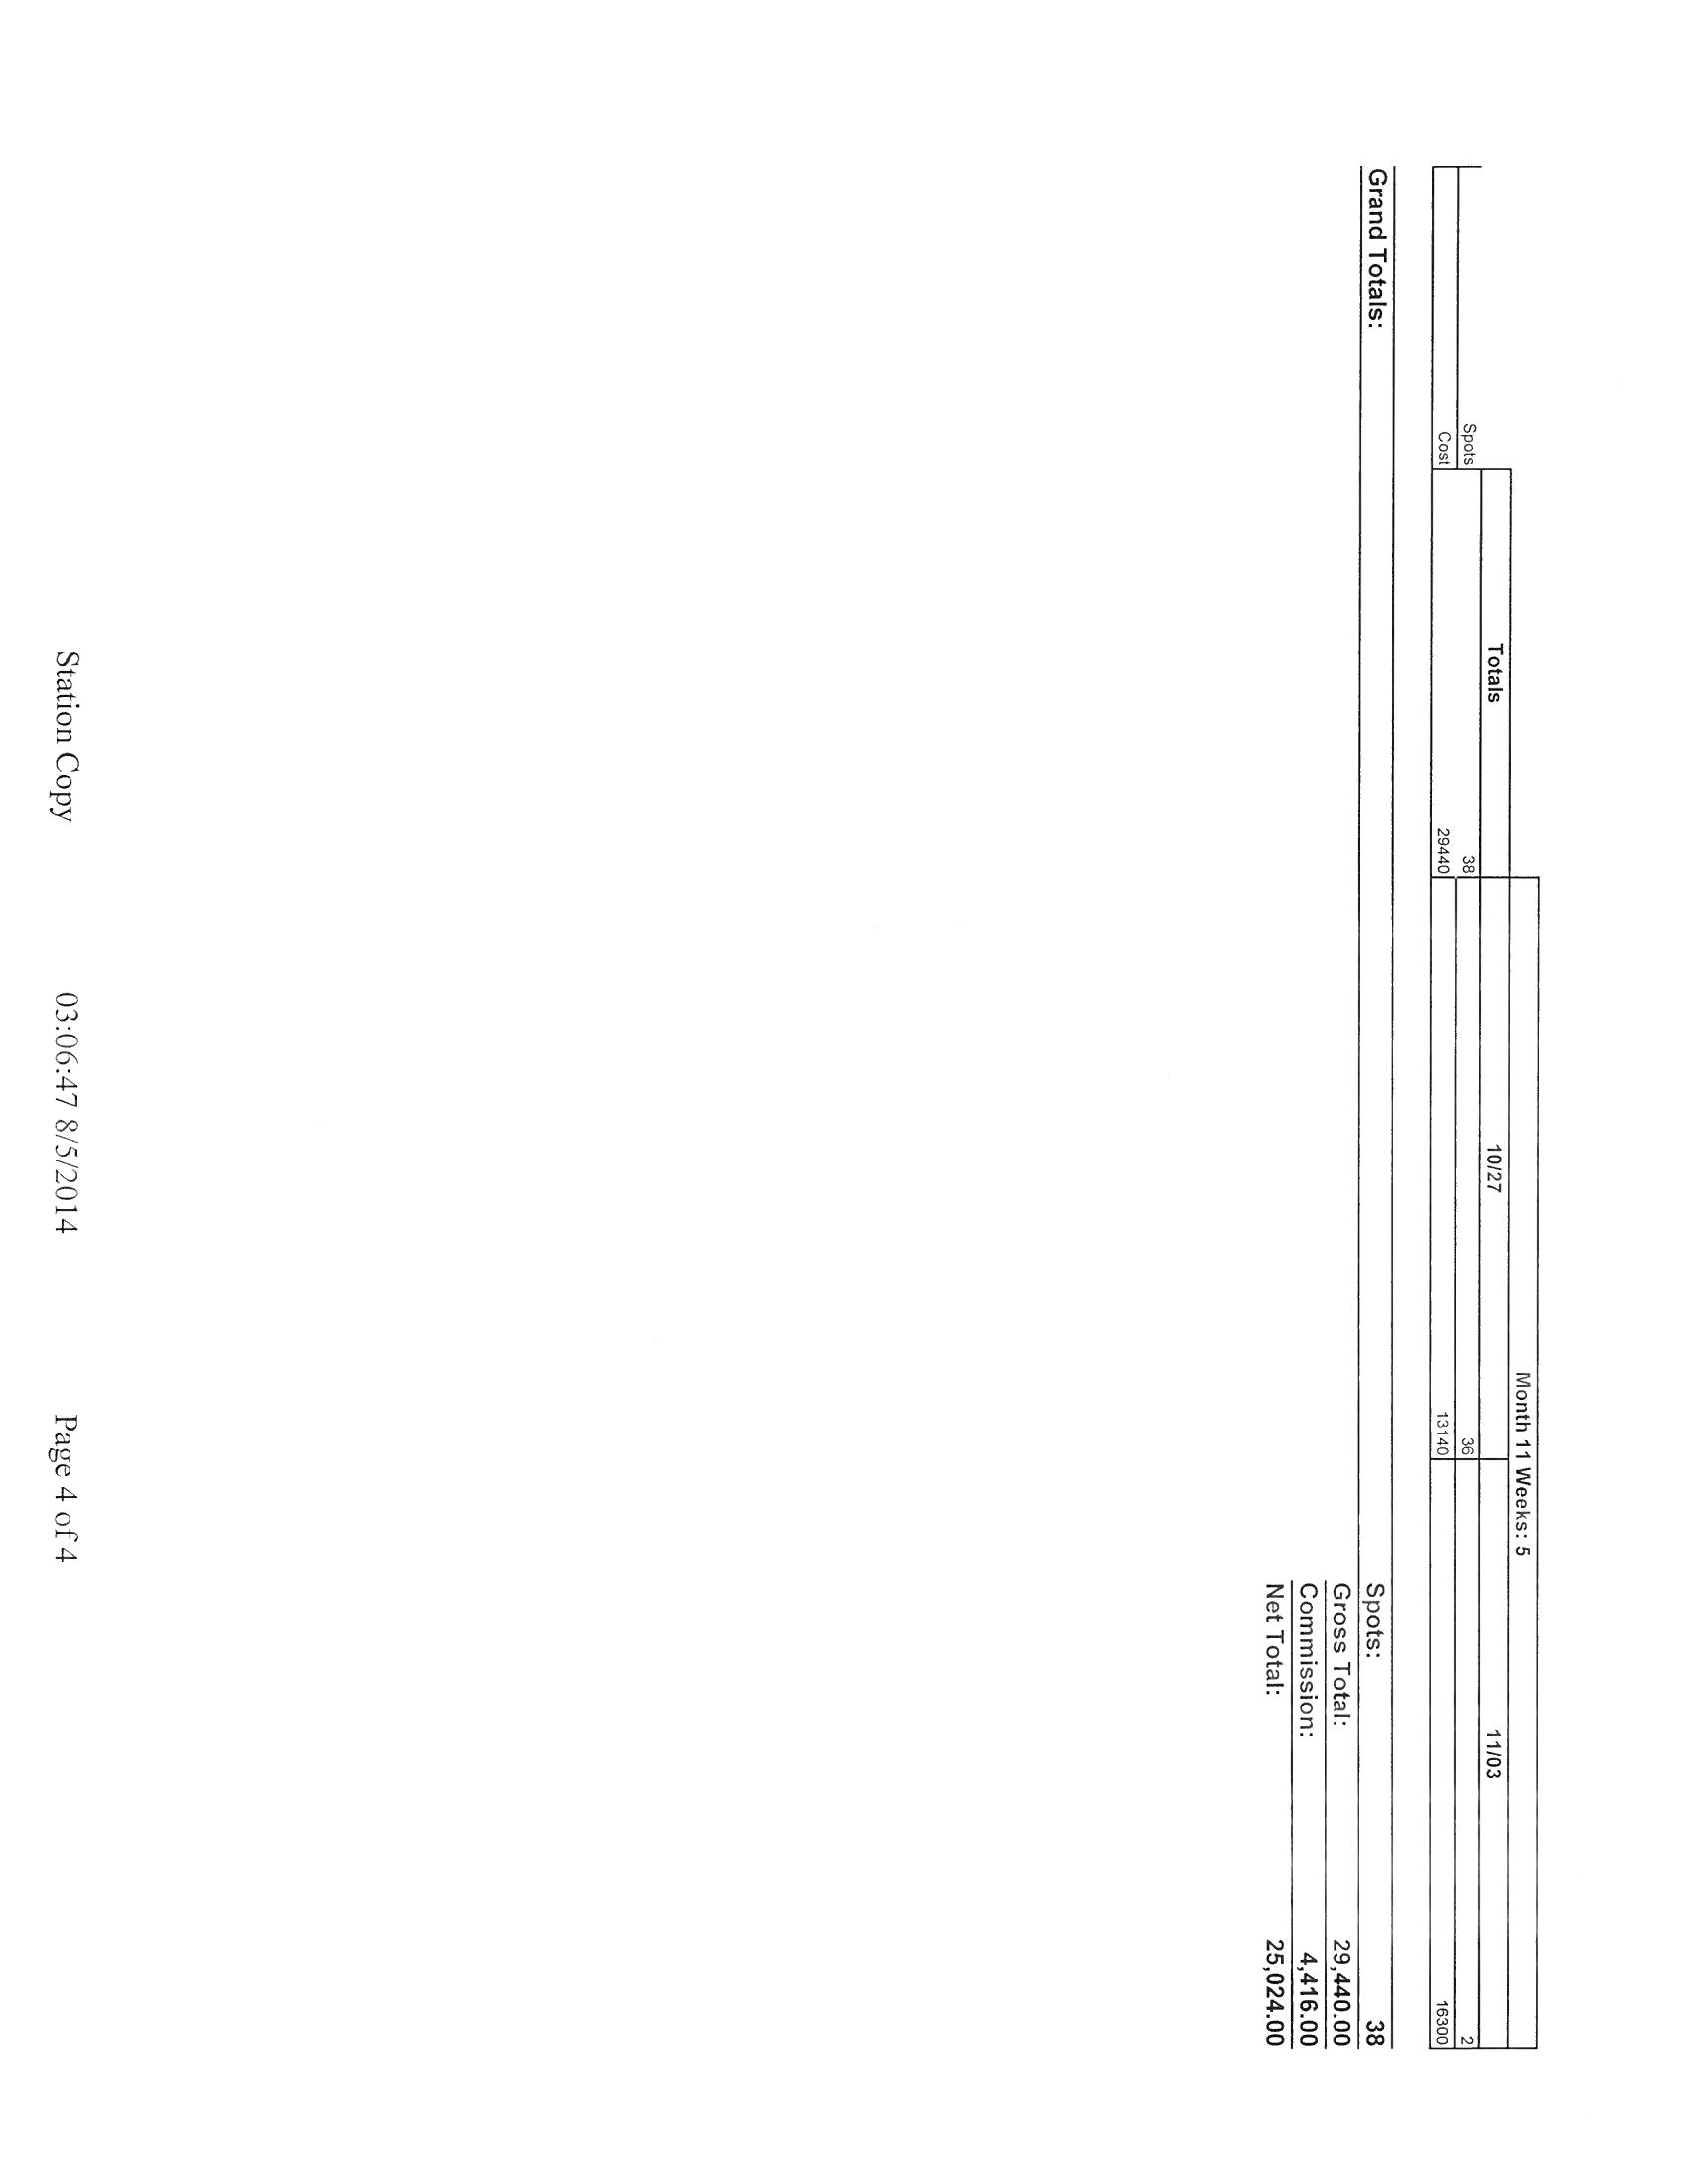 Month 11 Weeks: 5
Totals 10/27 11/03
Spots 38 36 2
Cost 29440 13140 16300
Grand Totals: Spots: 38
Gross Total: 29,440.00
Commission: 4,416.00
Net Total: 25,024.00
Station Copy 03:06:47 8/5/2014 Page 4 of 4